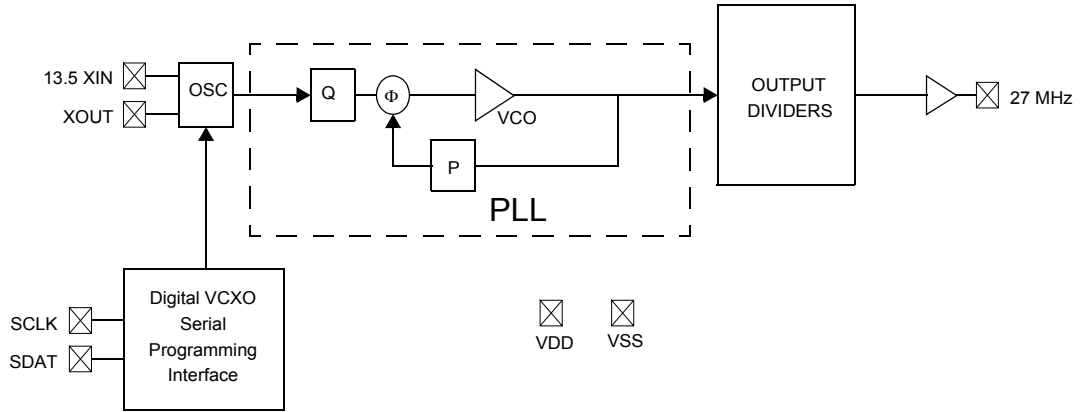 13.5 XIN
XOUT
OSC
Q
Φ
VCO
P
PLL
OUTPUT
DIVIDERS
27 MHz
SCLK
SDAT
Digital VCXO
Serial
Programming
Interface
VDD
VSS